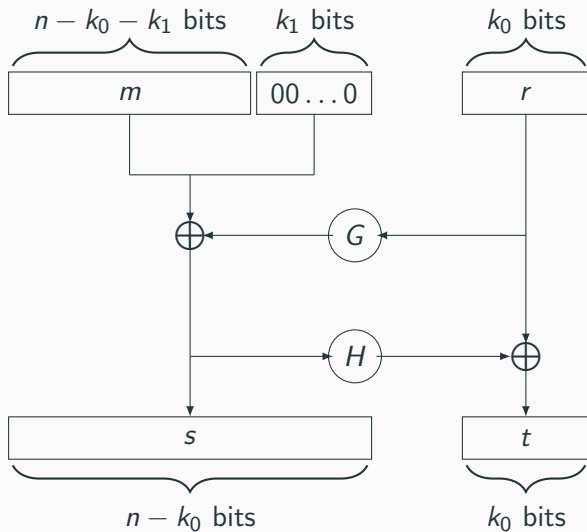 n − k₀ − k₁ bits k₁ bits k₀ bits
m 00 . . . 0 r
G
H
s t
n − k₀ bits k₀ bits